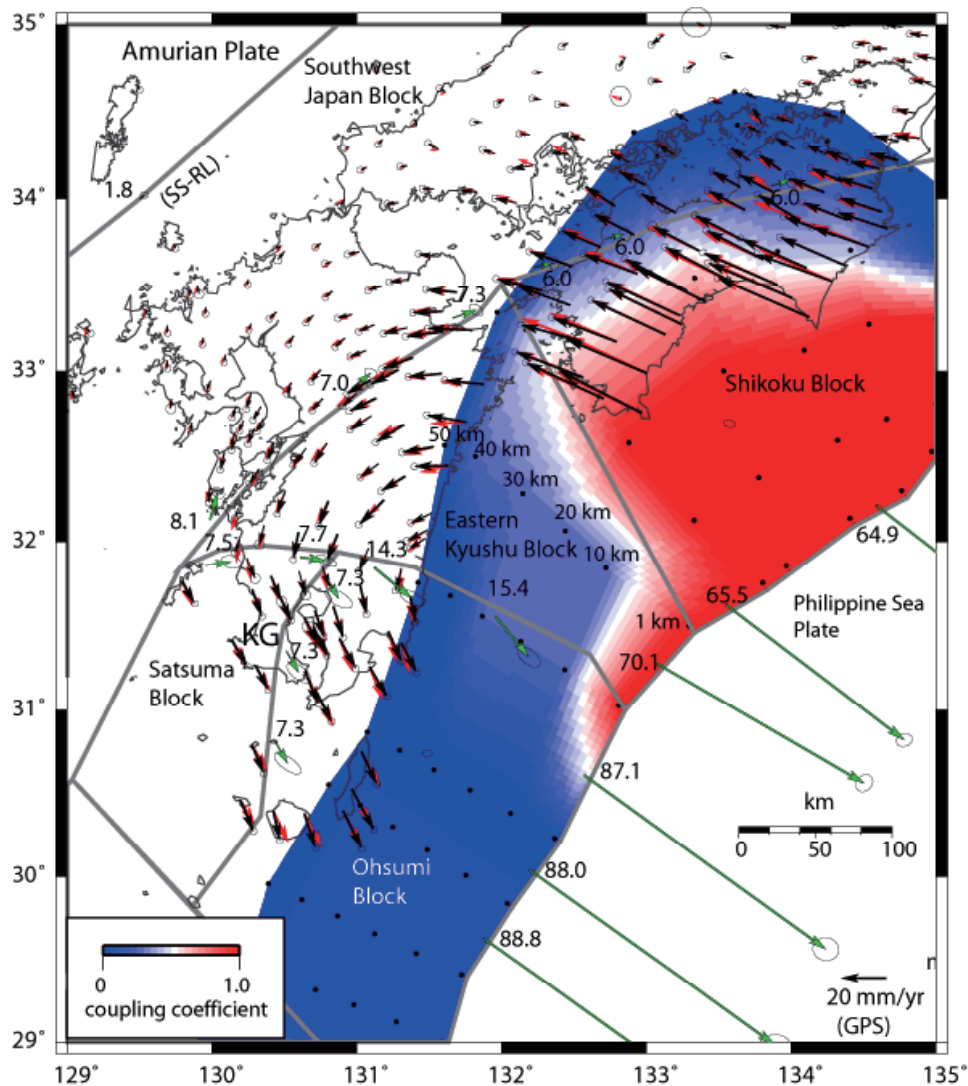 35˚
34˚
33˚
32˚
31˚
30˚
29˚
129˚
130˚
131˚
132˚
133˚
134˚
135˚
Amurian Plate
Southwest
Japan Block
1.8
(SS-RL)
6.0
6.0
6.0
7.3
7.0
Shikoku Block
50 km
40 km
30 km
20 km
10 km
1 km
Eastern
Kyushu Block
8.1
7.5
7.7
14.3
7.3
15.4
64.9
65.5
70.1
Philippine Sea
Plate
KG
7.3
Satsuma
Block
7.3
87.1
88.0
88.8
Ohsumi
Block
km
0 40 80 100
20 mm/yr
(GPS)
0 1.0
coupling coefficient